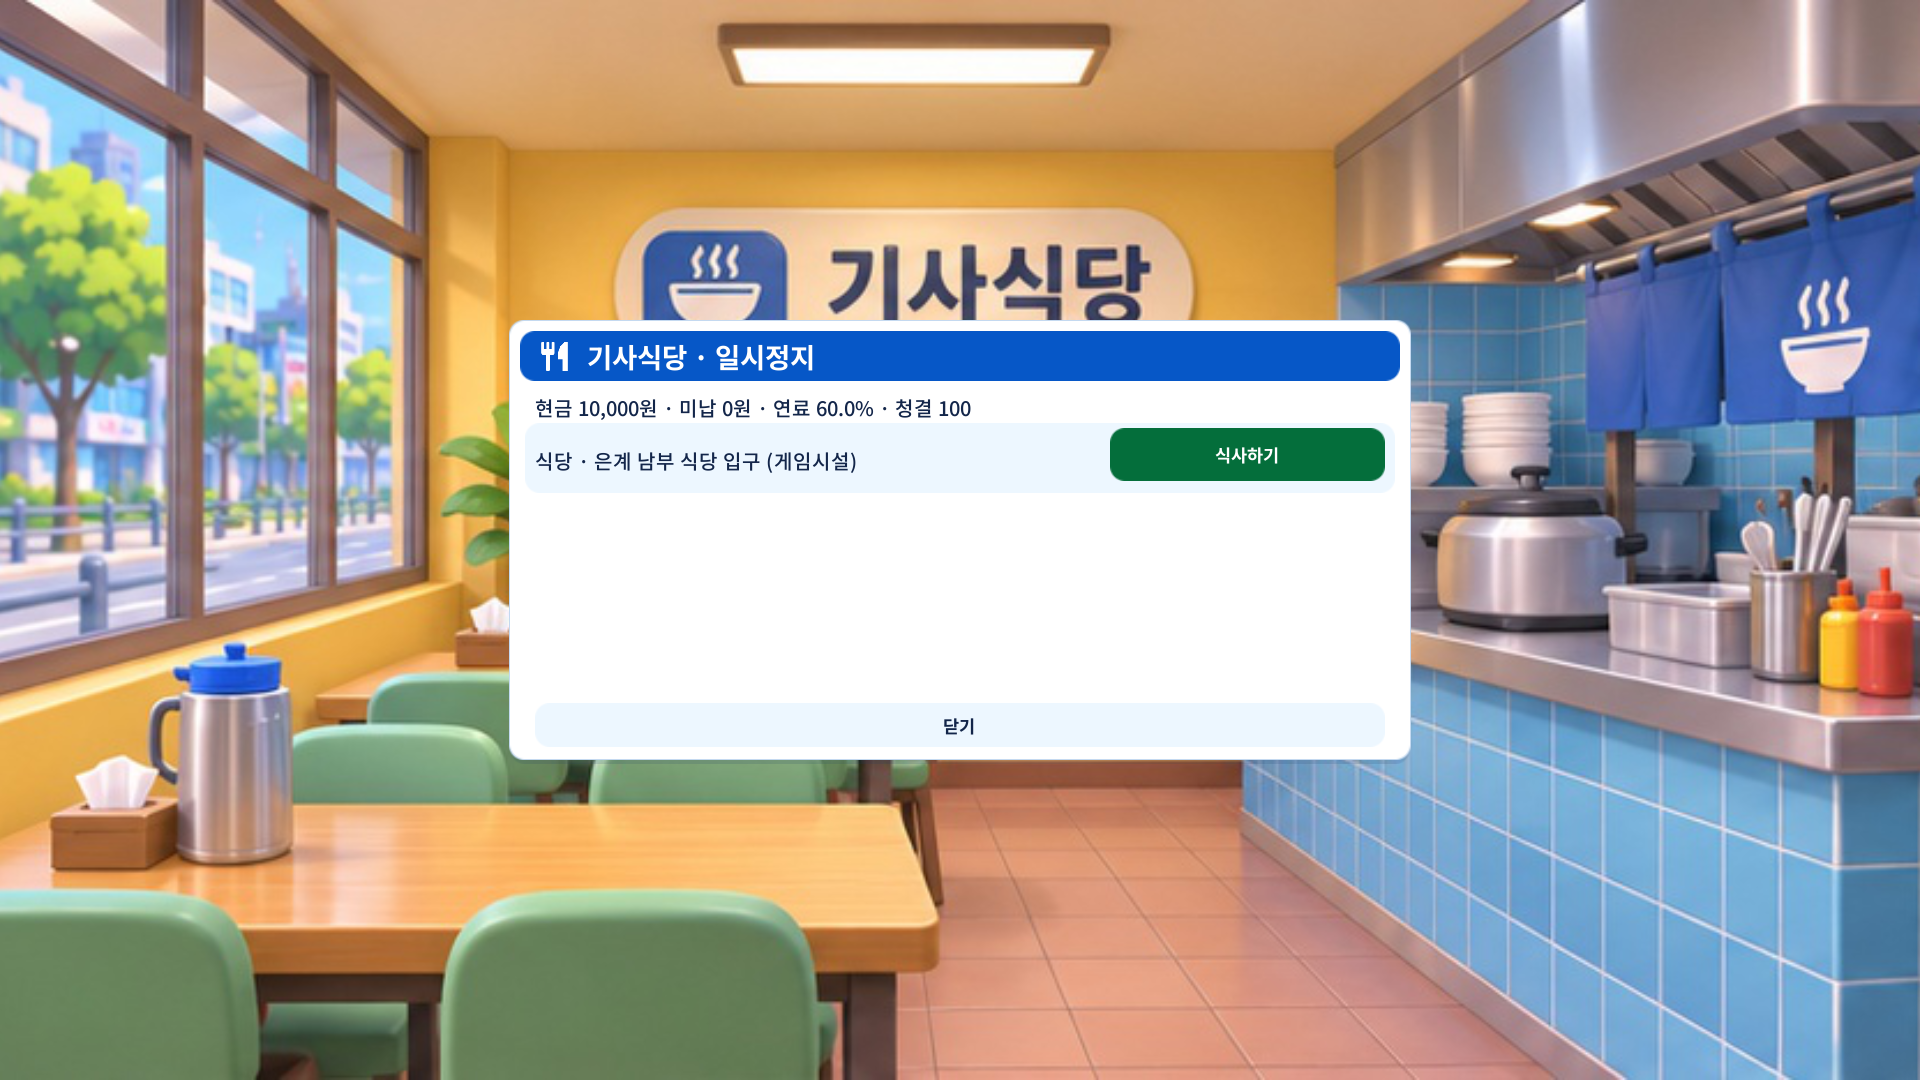 기사식당
기사식당 · 일시정지
현금 10,000원 · 미납 0원 · 연료 60.0% · 청결 100
식당 · 은계 남부 식당 입구 (게임시설)
식사하기
닫기